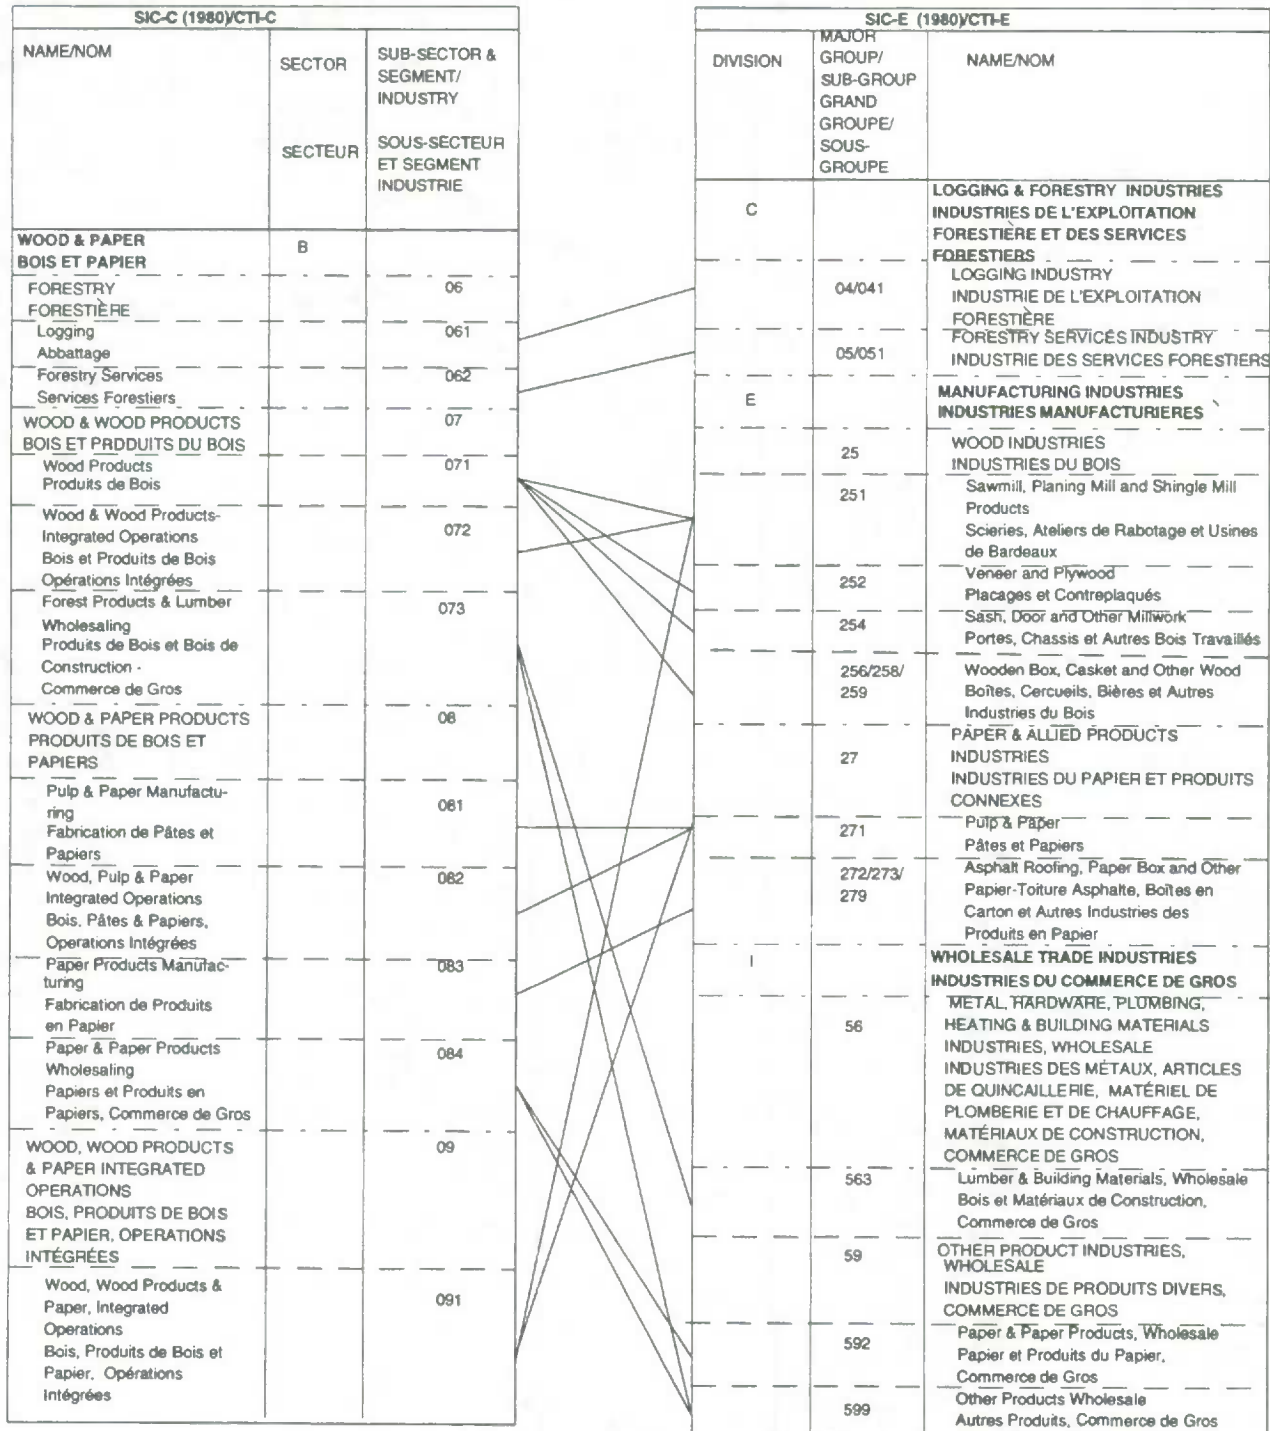 SIC-C (1980)/CTI-C
NAME/NOM
SECTOR
SECTEUR
SUB-SECTOR &
SEGMENT/
INDUSTRY
SOUS-SECTEUR
ET SEGMENT
INDUSTRIE
WOOD & PAPER
BOIS ET PAPIER
B
FORESTRY
FORESTIÈRE
06
Logging
Abbattage
061
Forestry Services
Services Forestiers
062
WOOD & WOOD PRODUCTS
BOIS ET PRDDUITS DU BOIS
07
Wood Products
Produits de Bois
071
Wood & Wood Products-
Integrated Operations
Bois et Produits de Bois
Opérations Intégrées
072
Forest Products & Lumber
Wholesaling
Produits de Bois et Bois de
Construction -
Commerce de Gros
073
WOOD & PAPER PRODUCTS
PRODUITS DE BOIS ET
PAPIERS
08
Pulp & Paper Manufactu-
ring
Fabrication de Pâtes et
Papiers
081
Wood, Pulp & Paper
Integrated Operations
Bois, Pâtes & Papiers,
Operations Intégrées
082
Paper Products Manufac-
turing
Fabrication de Produits
en Papier
083
Paper & Paper Products
Wholesaling
Papiers et Produits en
Papiers, Commerce de Gros
084
WOOD, WOOD PRODUCTS
& PAPER INTEGRATED
OPERATIONS
BOIS, PRODUITS DE BOIS
ET PAPIER, OPERATIONS
INTÉGRÉES
09
Wood, Wood Products &
Paper, Integrated
Operations
Bois, Produits de Bois et
Papier, Opérations
Intégrées
091
SIC-E (1980)/CTI-E
DIVISION
MAJOR
GROUP/
SUB-GROUP
GRAND
GROUPE/
SOUS-
GROUPE
NAME/NOM
C
LOGGING & FORESTRY INDUSTRIES
INDUSTRIES DE L'EXPLOITATION
FORESTIÈRE ET DES SERVICES
FORESTIERS
04/041
LOGGING INDUSTRY
INDUSTRIE DE L'EXPLOITATION
FORESTIÈRE
05/051
FORESTRY SERVICES INDUSTRY
INDUSTRIE DES SERVICES FORESTIERS
E
MANUFACTURING INDUSTRIES
INDUSTRIES MANUFACTURIERES
25
WOOD INDUSTRIES
INDUSTRIES DU BOIS
251
Sawmill, Planing Mill and Shingle Mill
Products
Scieries, Ateliers de Rabotage et Usines
de Bardeaux
252
Veneer and Plywood
Placages et Contreplaqués
254
Sash, Door and Other Millwork
Portes, Chassis et Autres Bois Travaillés
256/258/
259
Wooden Box, Casket and Other Wood
Boîtes, Cercueils, Bières et Autres
Industries du Bois
27
PAPER & ALLIED PRODUCTS
INDUSTRIES
INDUSTRIES DU PAPIER ET PRODUITS
CONNEXES
271
Pulp & Paper
Pâtes et Papiers
272/273/
279
Asphalt Roofing, Paper Box and Other
Papier-Toiture Asphalte, Boîtes en
Carton et Autres Industries des
Produits en Papier
I
WHOLESALE TRADE INDUSTRIES
INDUSTRIES DU COMMERCE DE GROS
56
METAL, HARDWARE, PLUMBING,
HEATING & BUILDING MATERIALS
INDUSTRIES, WHOLESALE
INDUSTRIES DES MÉTAUX, ARTICLES
DE QUINCAILLERIE, MATÉRIEL DE
PLOMBERIE ET DE CHAUFFAGE,
MATÉRIAUX DE CONSTRUCTION,
COMMERCE DE GROS
563
Lumber & Building Materials, Wholesale
Bois et Matériaux de Construction,
Commerce de Gros
59
OTHER PRODUCT INDUSTRIES,
WHOLESALE
INDUSTRIES DE PRODUITS DIVERS,
COMMERCE DE GROS
592
Paper & Paper Products, Wholesale
Papier et Produits du Papier,
Commerce de Gros
599
Other Products Wholesale
Autres Produits, Commerce de Gros